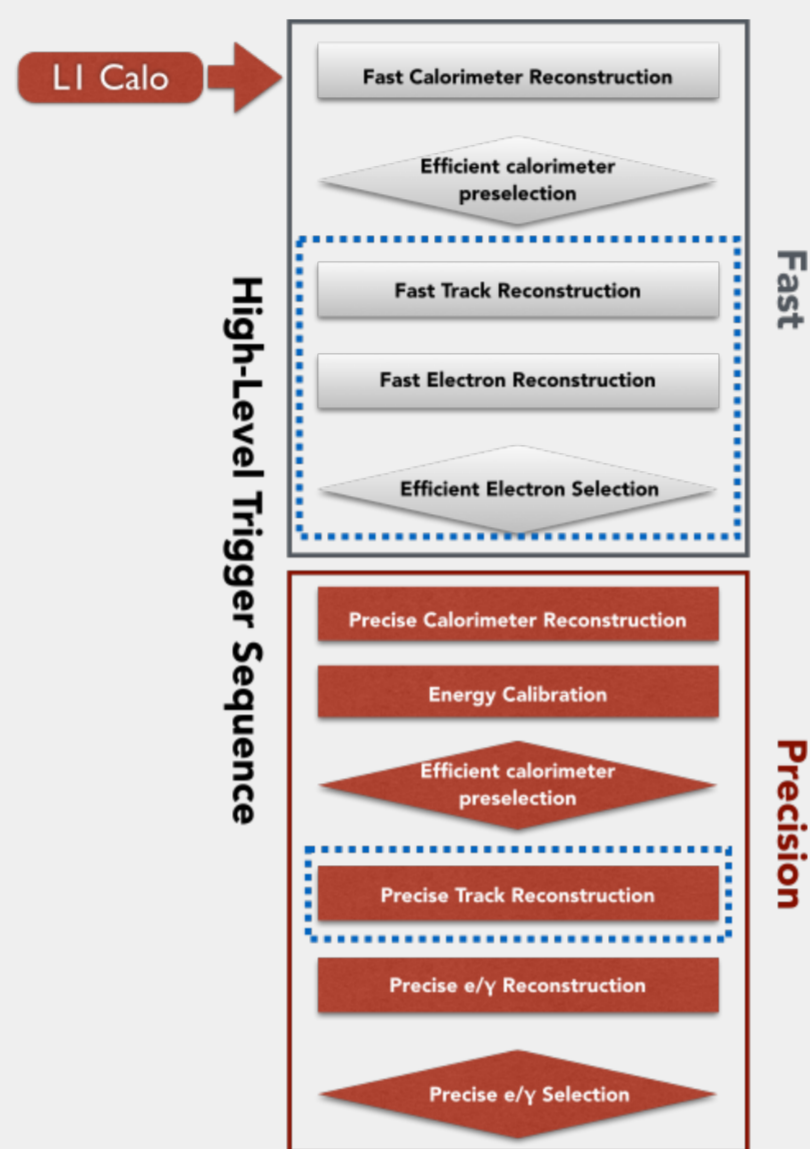 L1 Calo
Fast Calorimeter Reconstruction
Efficient calorimeter
preselection
Fast Track Reconstruction
Fast Electron Reconstruction
Efficient Electron Selection
Fast
High-Level Trigger Sequence
Precise Calorimeter Reconstruction
Energy Calibration
Efficient calorimeter
preselection
Precise Track Reconstruction
Precise e/γ Reconstruction
Precise e/γ Selection
Precision